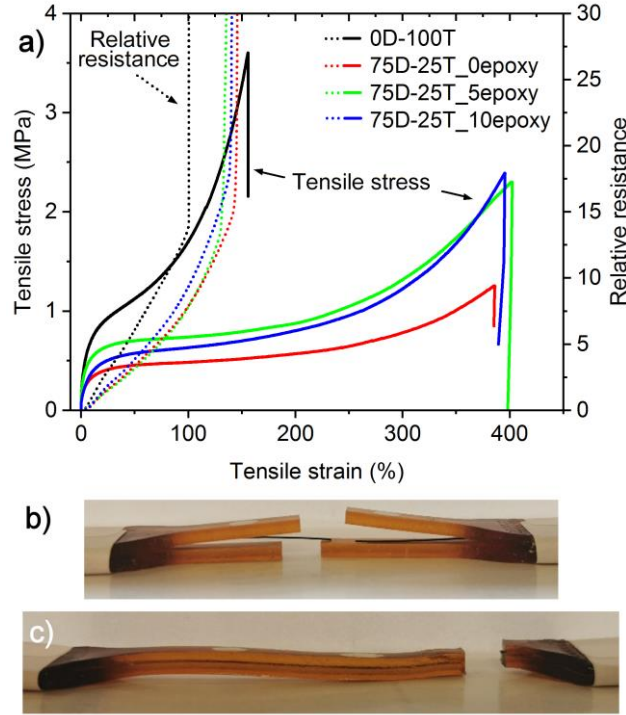 a)
Relative
resistance
0D-100T
75D-25T_0epoxy
75D-25T_5epoxy
75D-25T_10epoxy
Tensile stress
Tensile stress (MPa)
4
3
2
1
0
Relative resistance
30
25
20
15
10
5
0
0 100 200 300 400
Tensile strain (%)
b)
c)